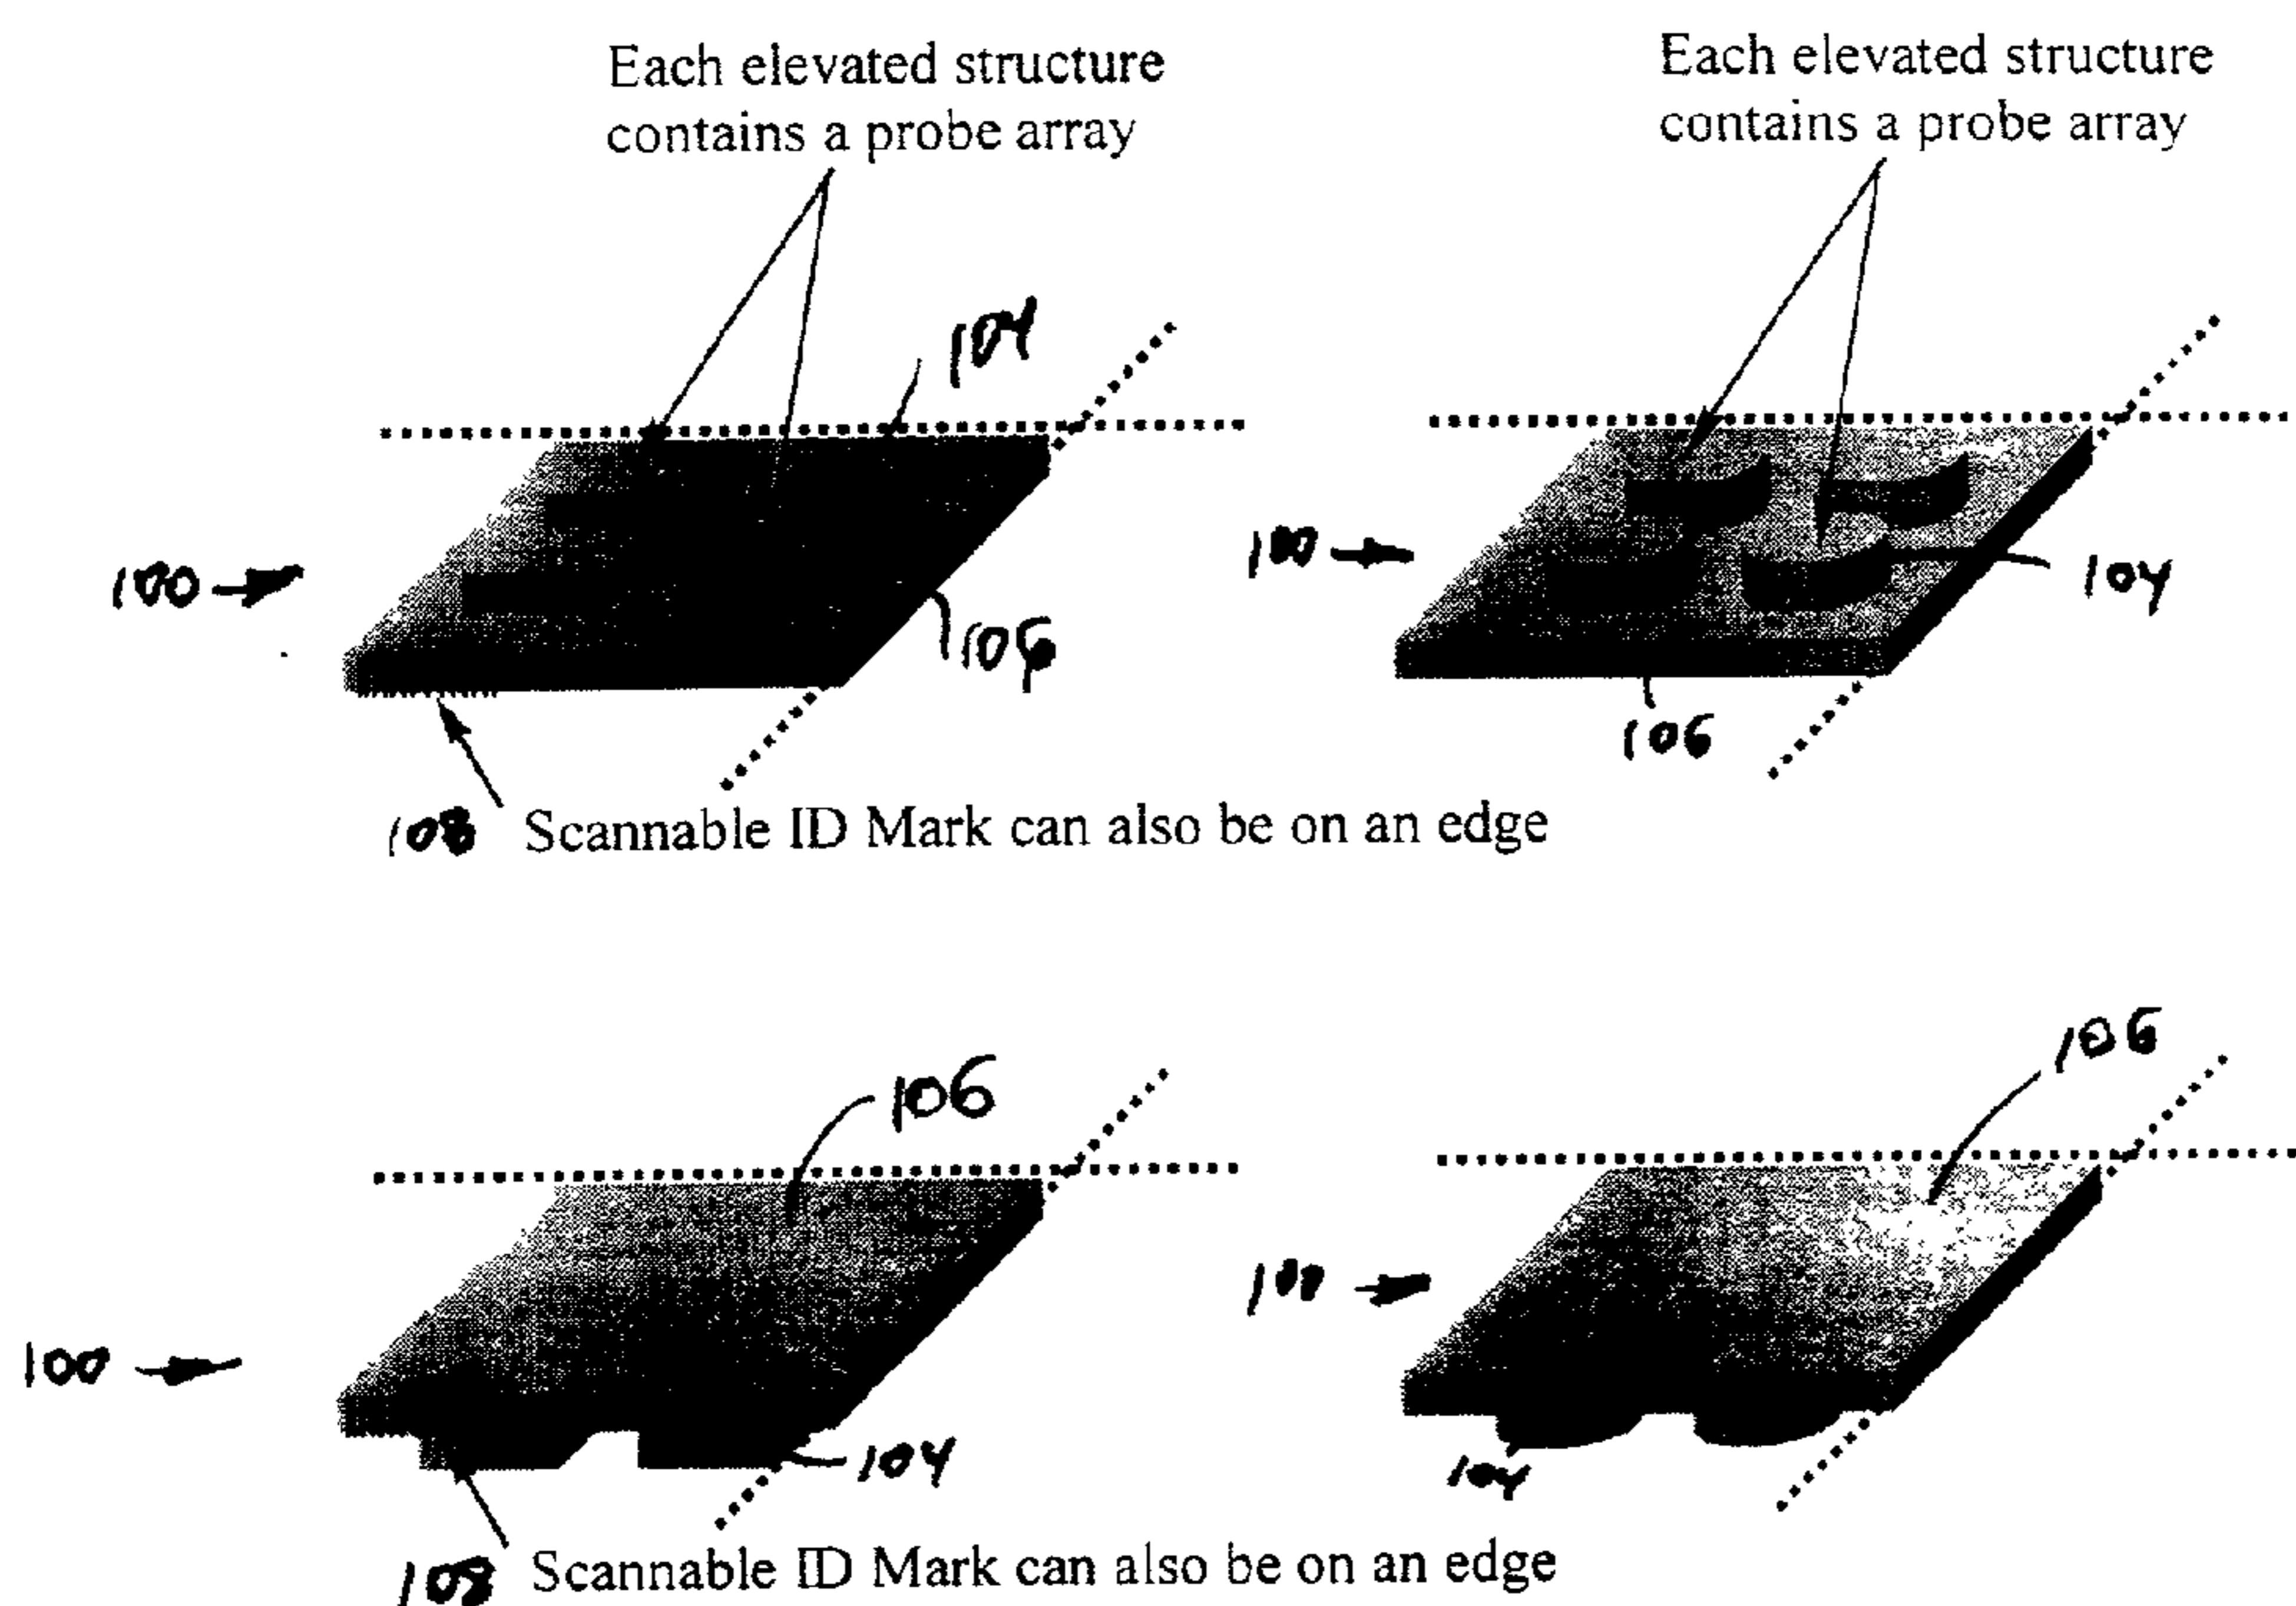 Each elevated structure
contains a probe array
Each elevated structure
contains a probe array
104
100
106
100
104
106
108 Scannable ID Mark can also be on an edge
106
106
100
100
104
104
108 Scannable ID Mark can also be on an edge